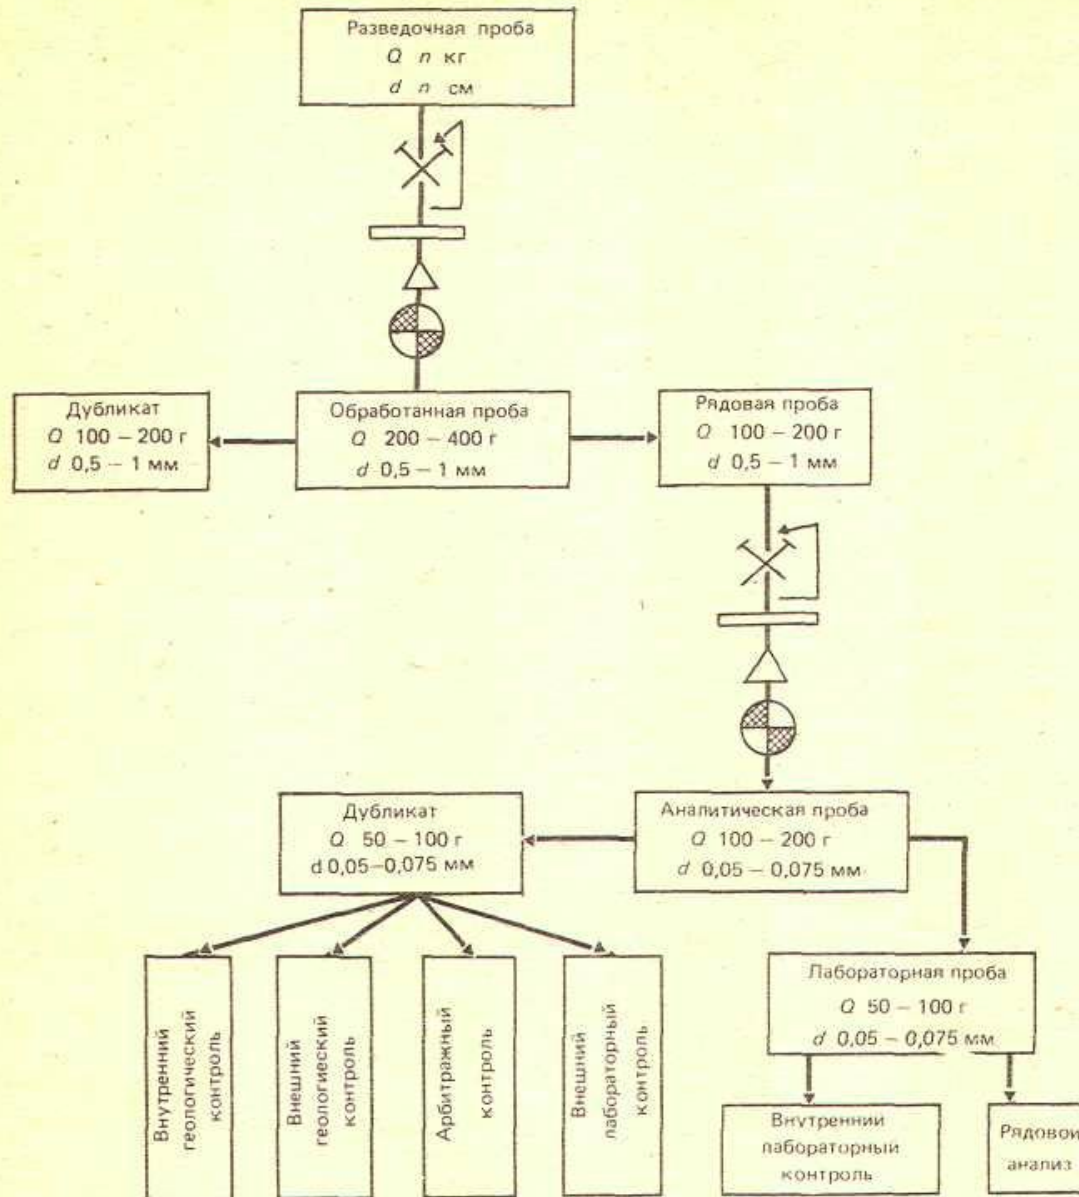 Разведочная проба
Q n кг
d n см
Дубликат
Q 100 – 200 г
d 0,5 – 1 мм
Обработанная проба
Q 200 – 400 г
d 0,5 – 1 мм
Рядовая проба
Q 100 – 200 г
d 0,5 – 1 мм
Дубликат
Q 50 – 100 г
d 0,05–0,075 мм
Аналитическая проба
Q 100 – 200 г
d 0,05 – 0,075 мм
Внутренний
геологический
контроль
Внешний
геологиеский
контроль
Арбитражный
контроль
Внешний
лабораторный
контроль
Лабораторная проба
Q 50 – 100 г
d 0,05 – 0,075 мм
Внутреннии
лабораторный
контроль
Рядовои
анализ